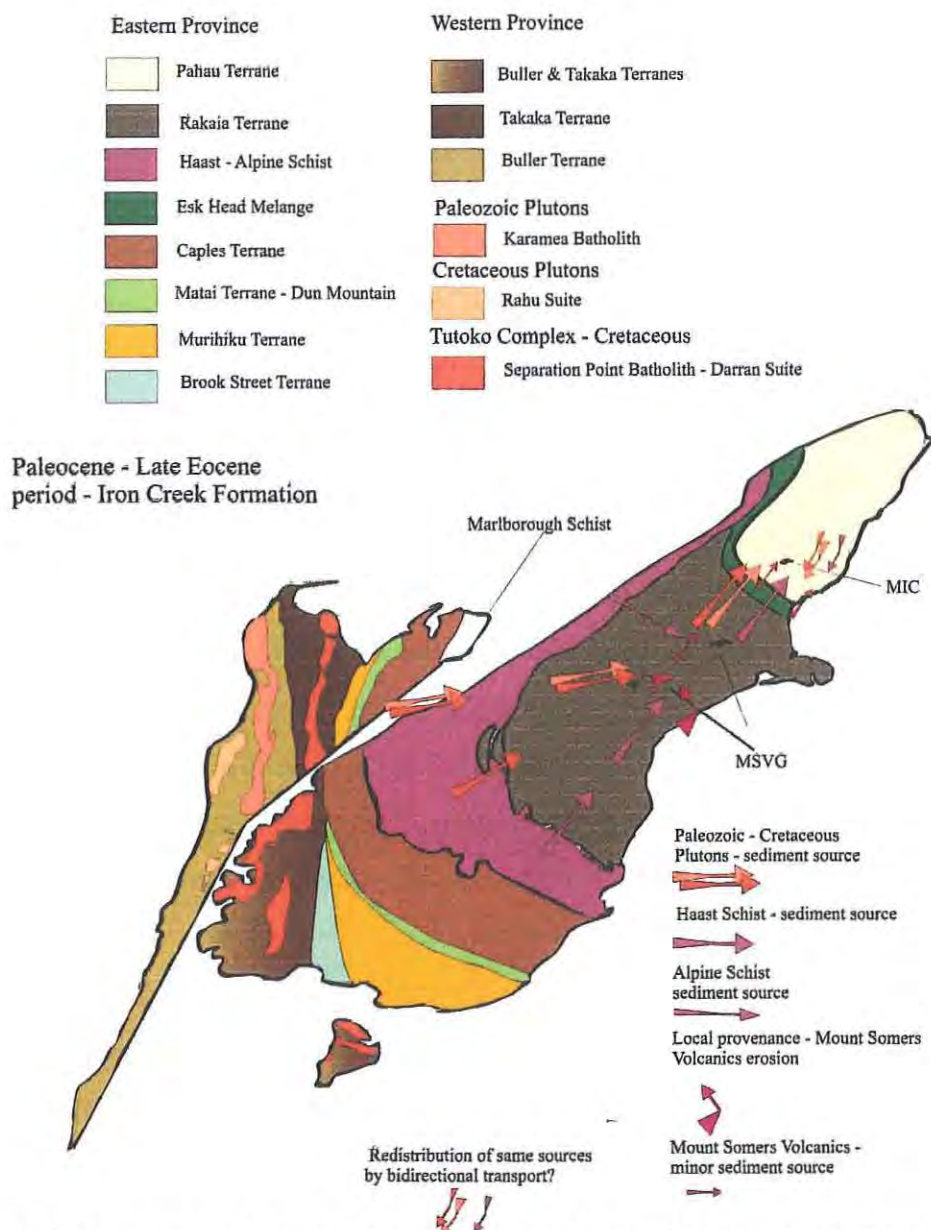 Eastern Province
Pahau Terrane
Rakaia Terrane
Haast - Alpine Schist
Esk Head Melange
Caples Terrane
Matai Terrane - Dun Mountain
Murihiku Terrane
Brook Street Terrane
Western Province
Buller & Takaka Terranes
Takaka Terrane
Buller Terrane
Paleozoic Plutons
Karamea Batholith
Cretaceous Plutons
Rahu Suite
Tutoko Complex - Cretaceous
Separation Point Batholith - Darran Suite
Paleocene - Late Eocene
period - Iron Creek Formation
Marlborough Schist
MIC
MSVG
Paleozoic - Cretaceous
Plutons - sediment source
Haast Schist - sediment source
Alpine Schist
sediment source
Local provenance - Mount Somers
Volcanics erosion
Mount Somers Volcanics -
minor sediment source
Redistribution of same sources
by bidirectional transport?